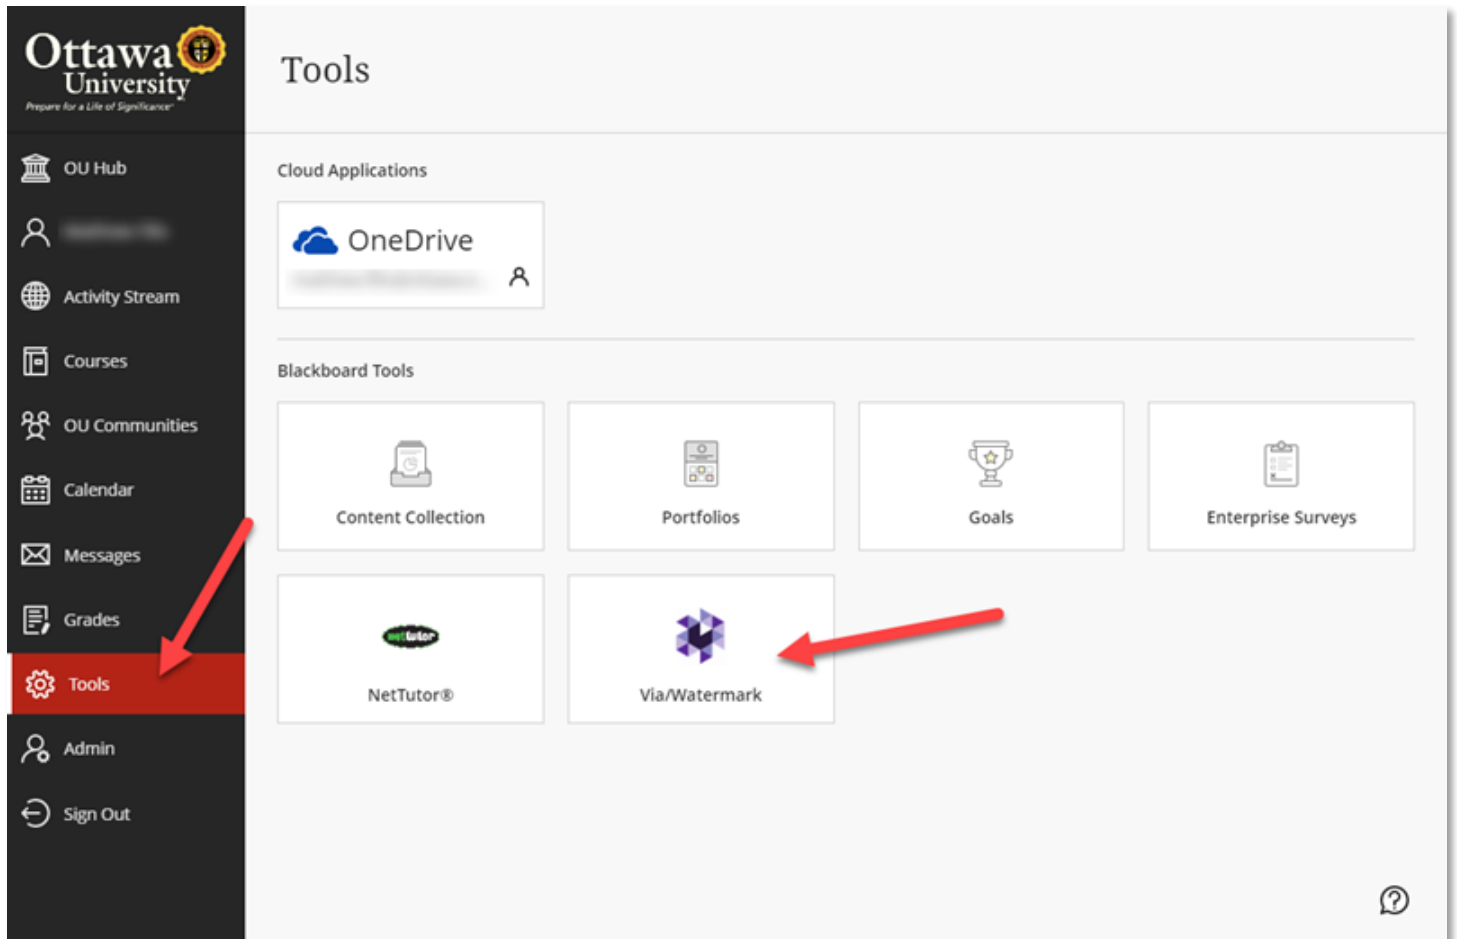 Ottawa
University
Prepare for a Life of Significance
Tools
OU Hub
Activity Stream
Courses
OU Communities
Calendar
Messages
Grades
Tools
Admin
Sign Out
Cloud Applications
OneDrive
Blackboard Tools
Content Collection
Portfolios
Goals
Enterprise Surveys
nettutor
NetTutor®
Via/Watermark